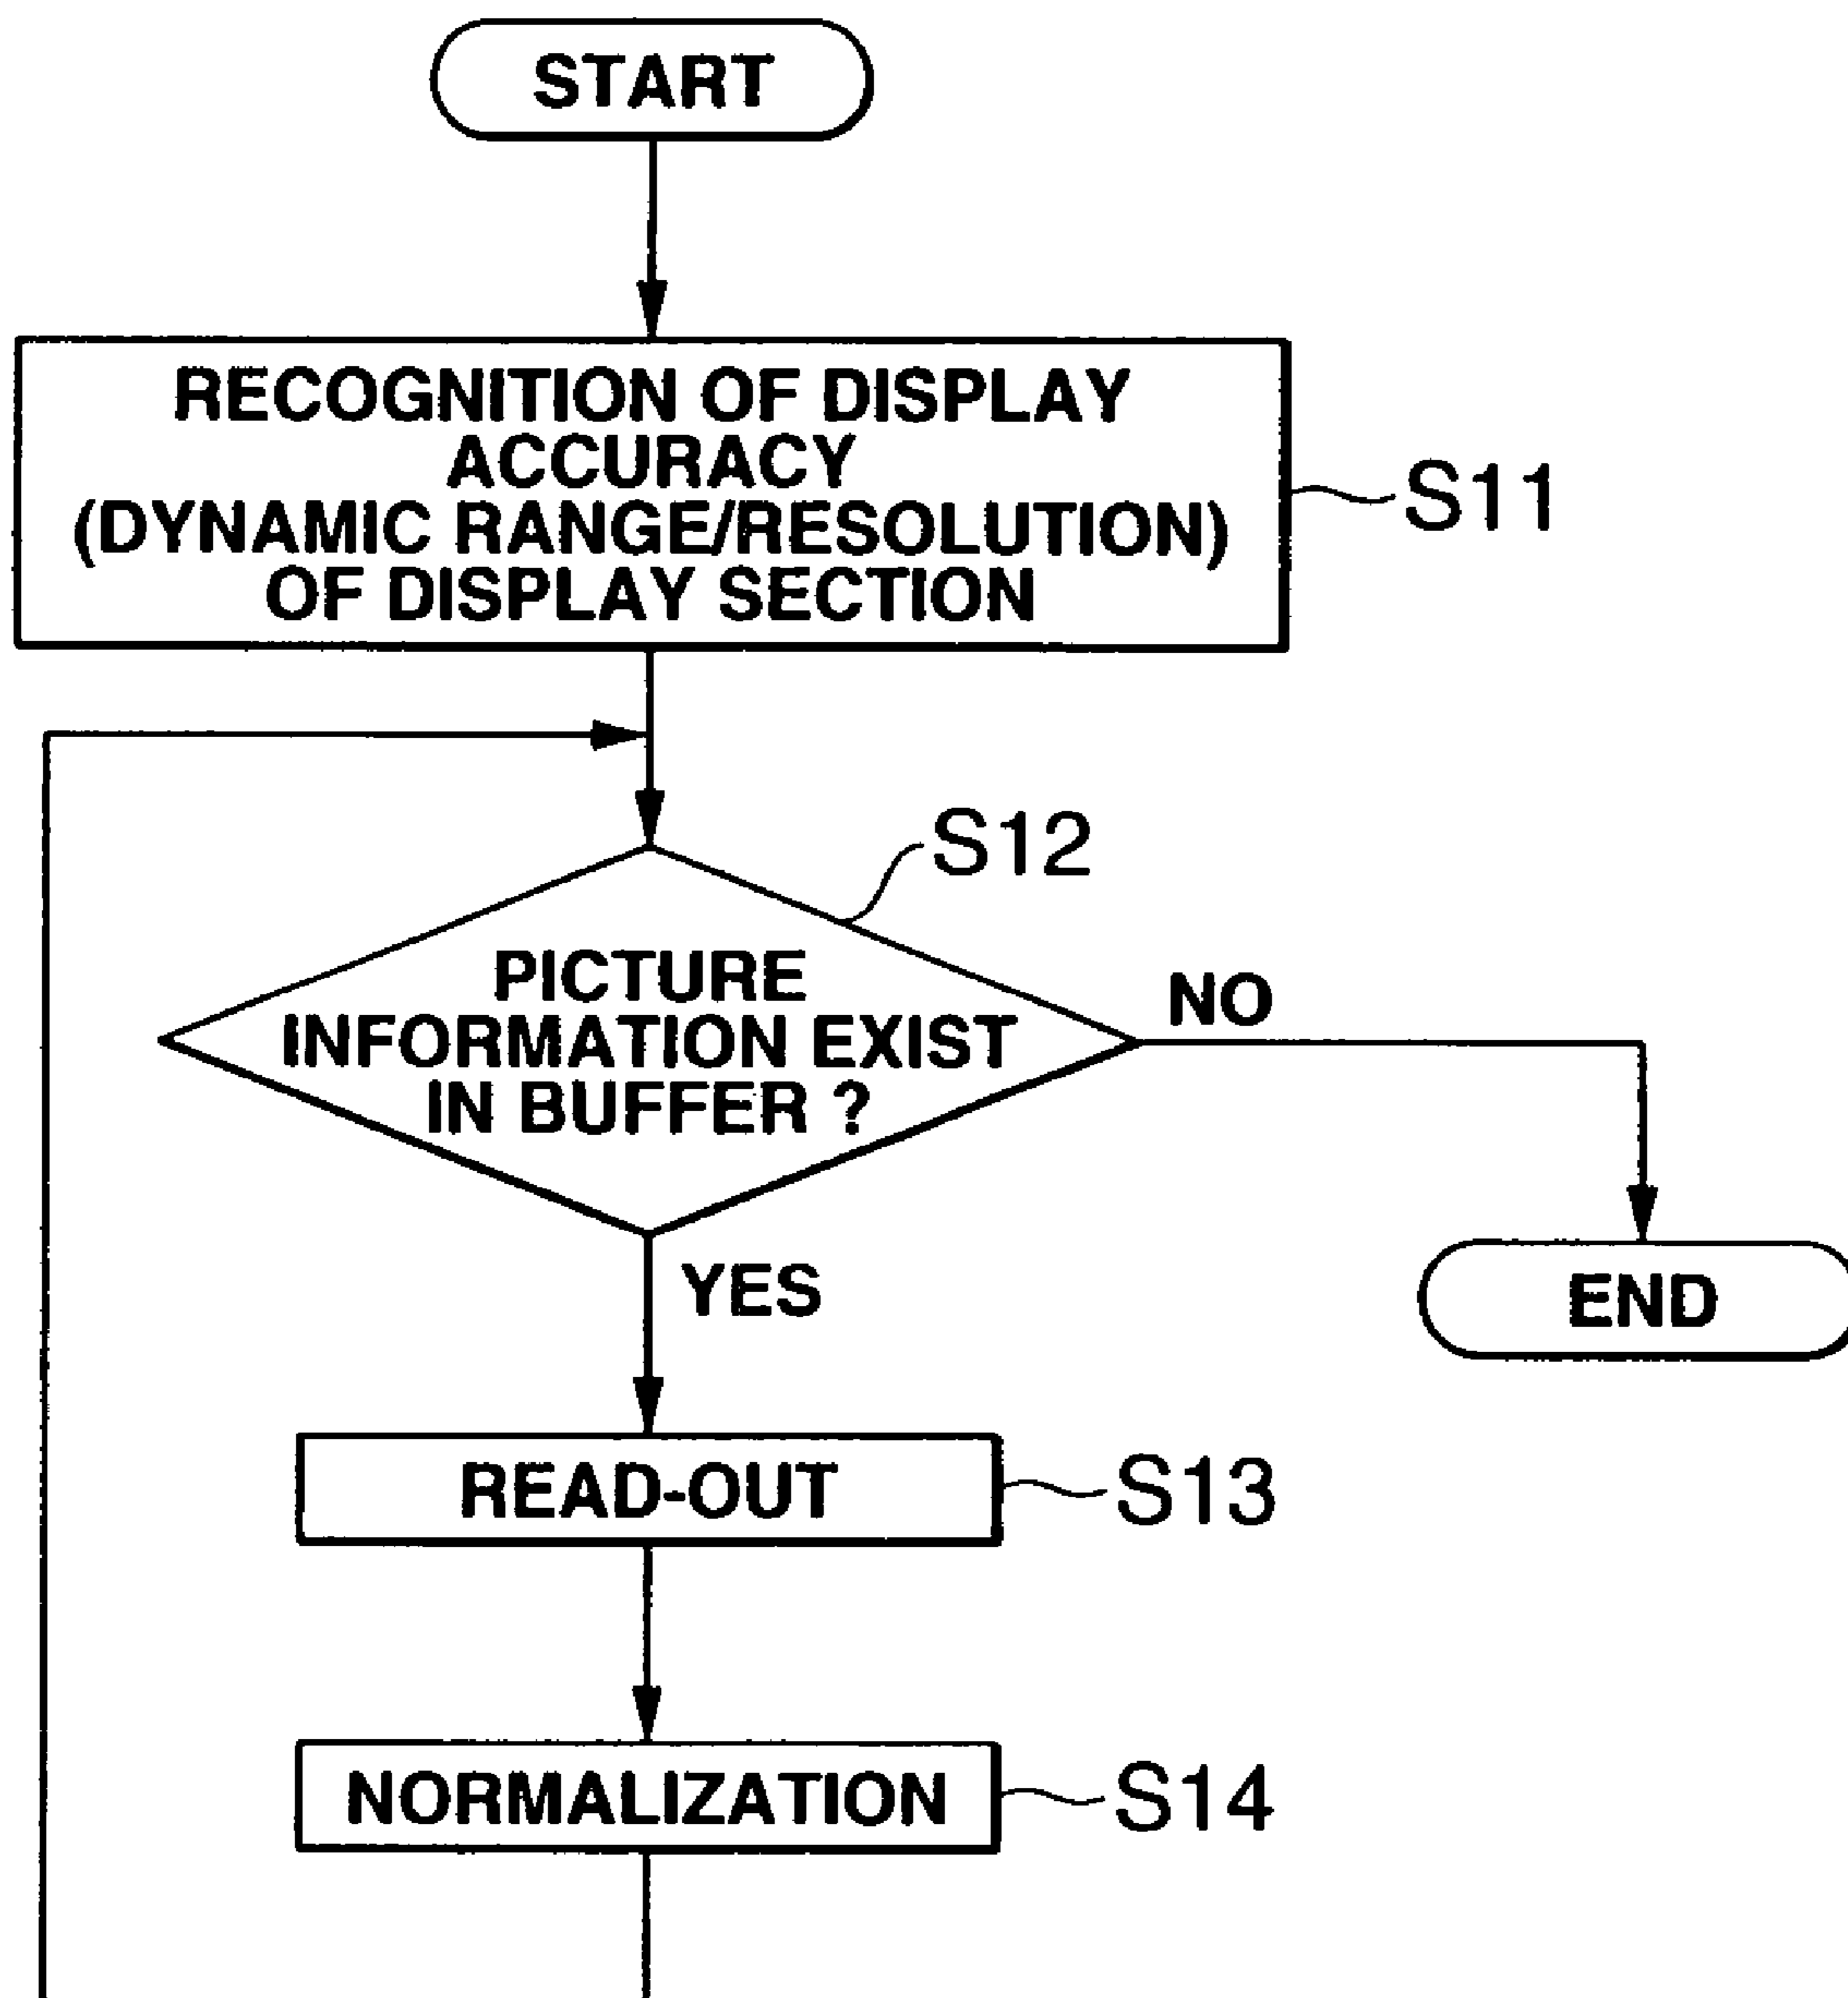 START
RECOGNITION OF DISPLAY
ACCURACY
(DYNAMIC RANGE/RESOLUTION)
OF DISPLAY SECTION
S11
S12
PICTURE
INFORMATION EXIST
IN BUFFER ?
NO
YES
END
READ-OUT
S13
NORMALIZATION
S14